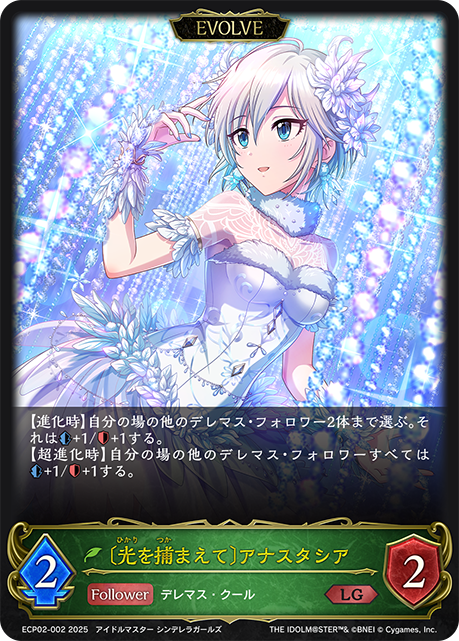 EVOLVE
【進化時】自分の場の他のデレマス・フォロワー2体まで選ぶ。そ
れは+1/+1する。
【超進化時】自分の場の他のデレマス・フォロワーすべては
+1/+1する。
ひかり つか
〔光を捕まえて〕アナスタシア
2
Follower デレマス・クール LG
2
ECP02-002 2025 アイドルマスター シンデレラガールズ THE IDOLM@STER™& ©BNEI © Cygames, Inc.